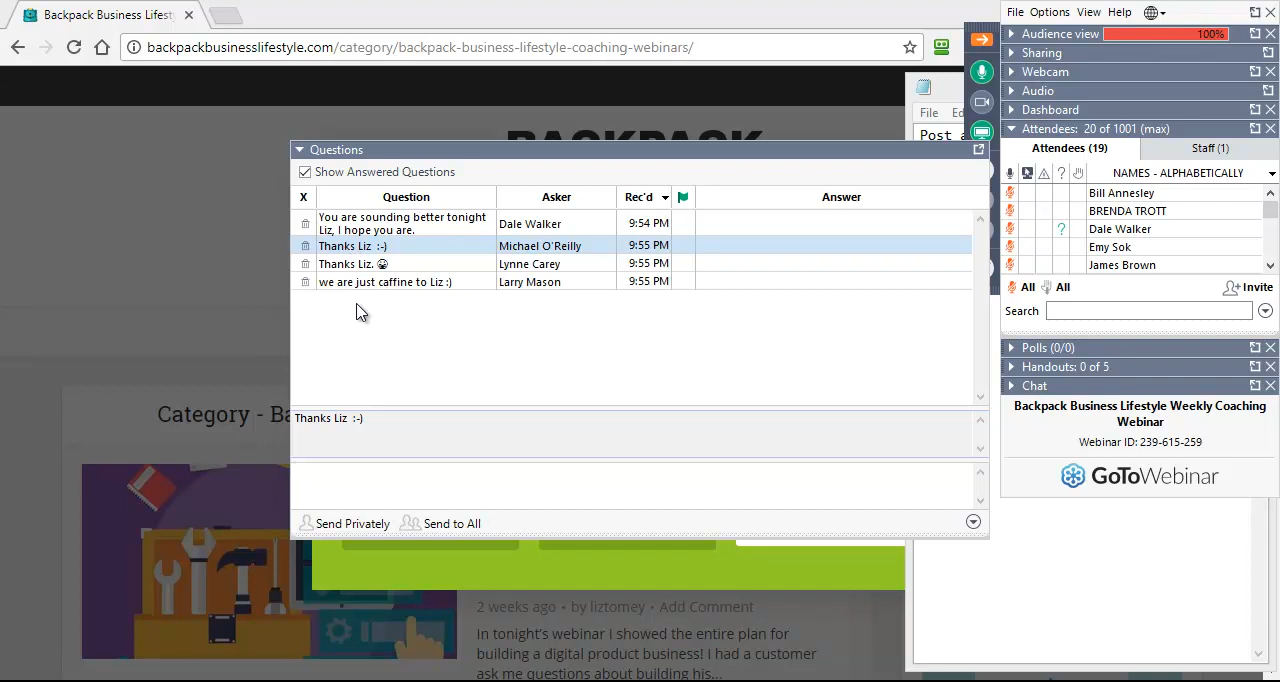 Backpack Business Lifest
backpackbusinesslifestyle.com/category/backpack-business-lifestyle-coaching-webinars/
BACKPACK
Category - Ba
2 weeks ago • by liztomey • Add Comment
In tonight's webinar I showed the entire plan for
building a digital product business! I had a customer
ask me questions about building his...
File Ed
Post a
Questions
Show Answered Questions
X Question Asker Rec'd Answer
You are sounding better tonight
Liz, I hope you are. Dale Walker 9:54 PM
Thanks Liz :-) Michael O'Reilly 9:55 PM
Thanks Liz. 😀 Lynne Carey 9:55 PM
we are just caffine to Liz :) Larry Mason 9:55 PM
Thanks Liz :-)
Send Privately Send to All
File Options View Help
Audience view 100%
Sharing
Webcam
Audio
Dashboard
Attendees: 20 of 1001 (max)
Attendees (19) Staff (1)
? NAMES - ALPHABETICALLY
Bill Annesley
BRENDA TROTT
? Dale Walker
Emy Sok
James Brown
All All Invite
Search
Polls (0/0)
Handouts: 0 of 5
Chat
Backpack Business Lifestyle Weekly Coaching
Webinar
Webinar ID: 239-615-259
GoToWebinar